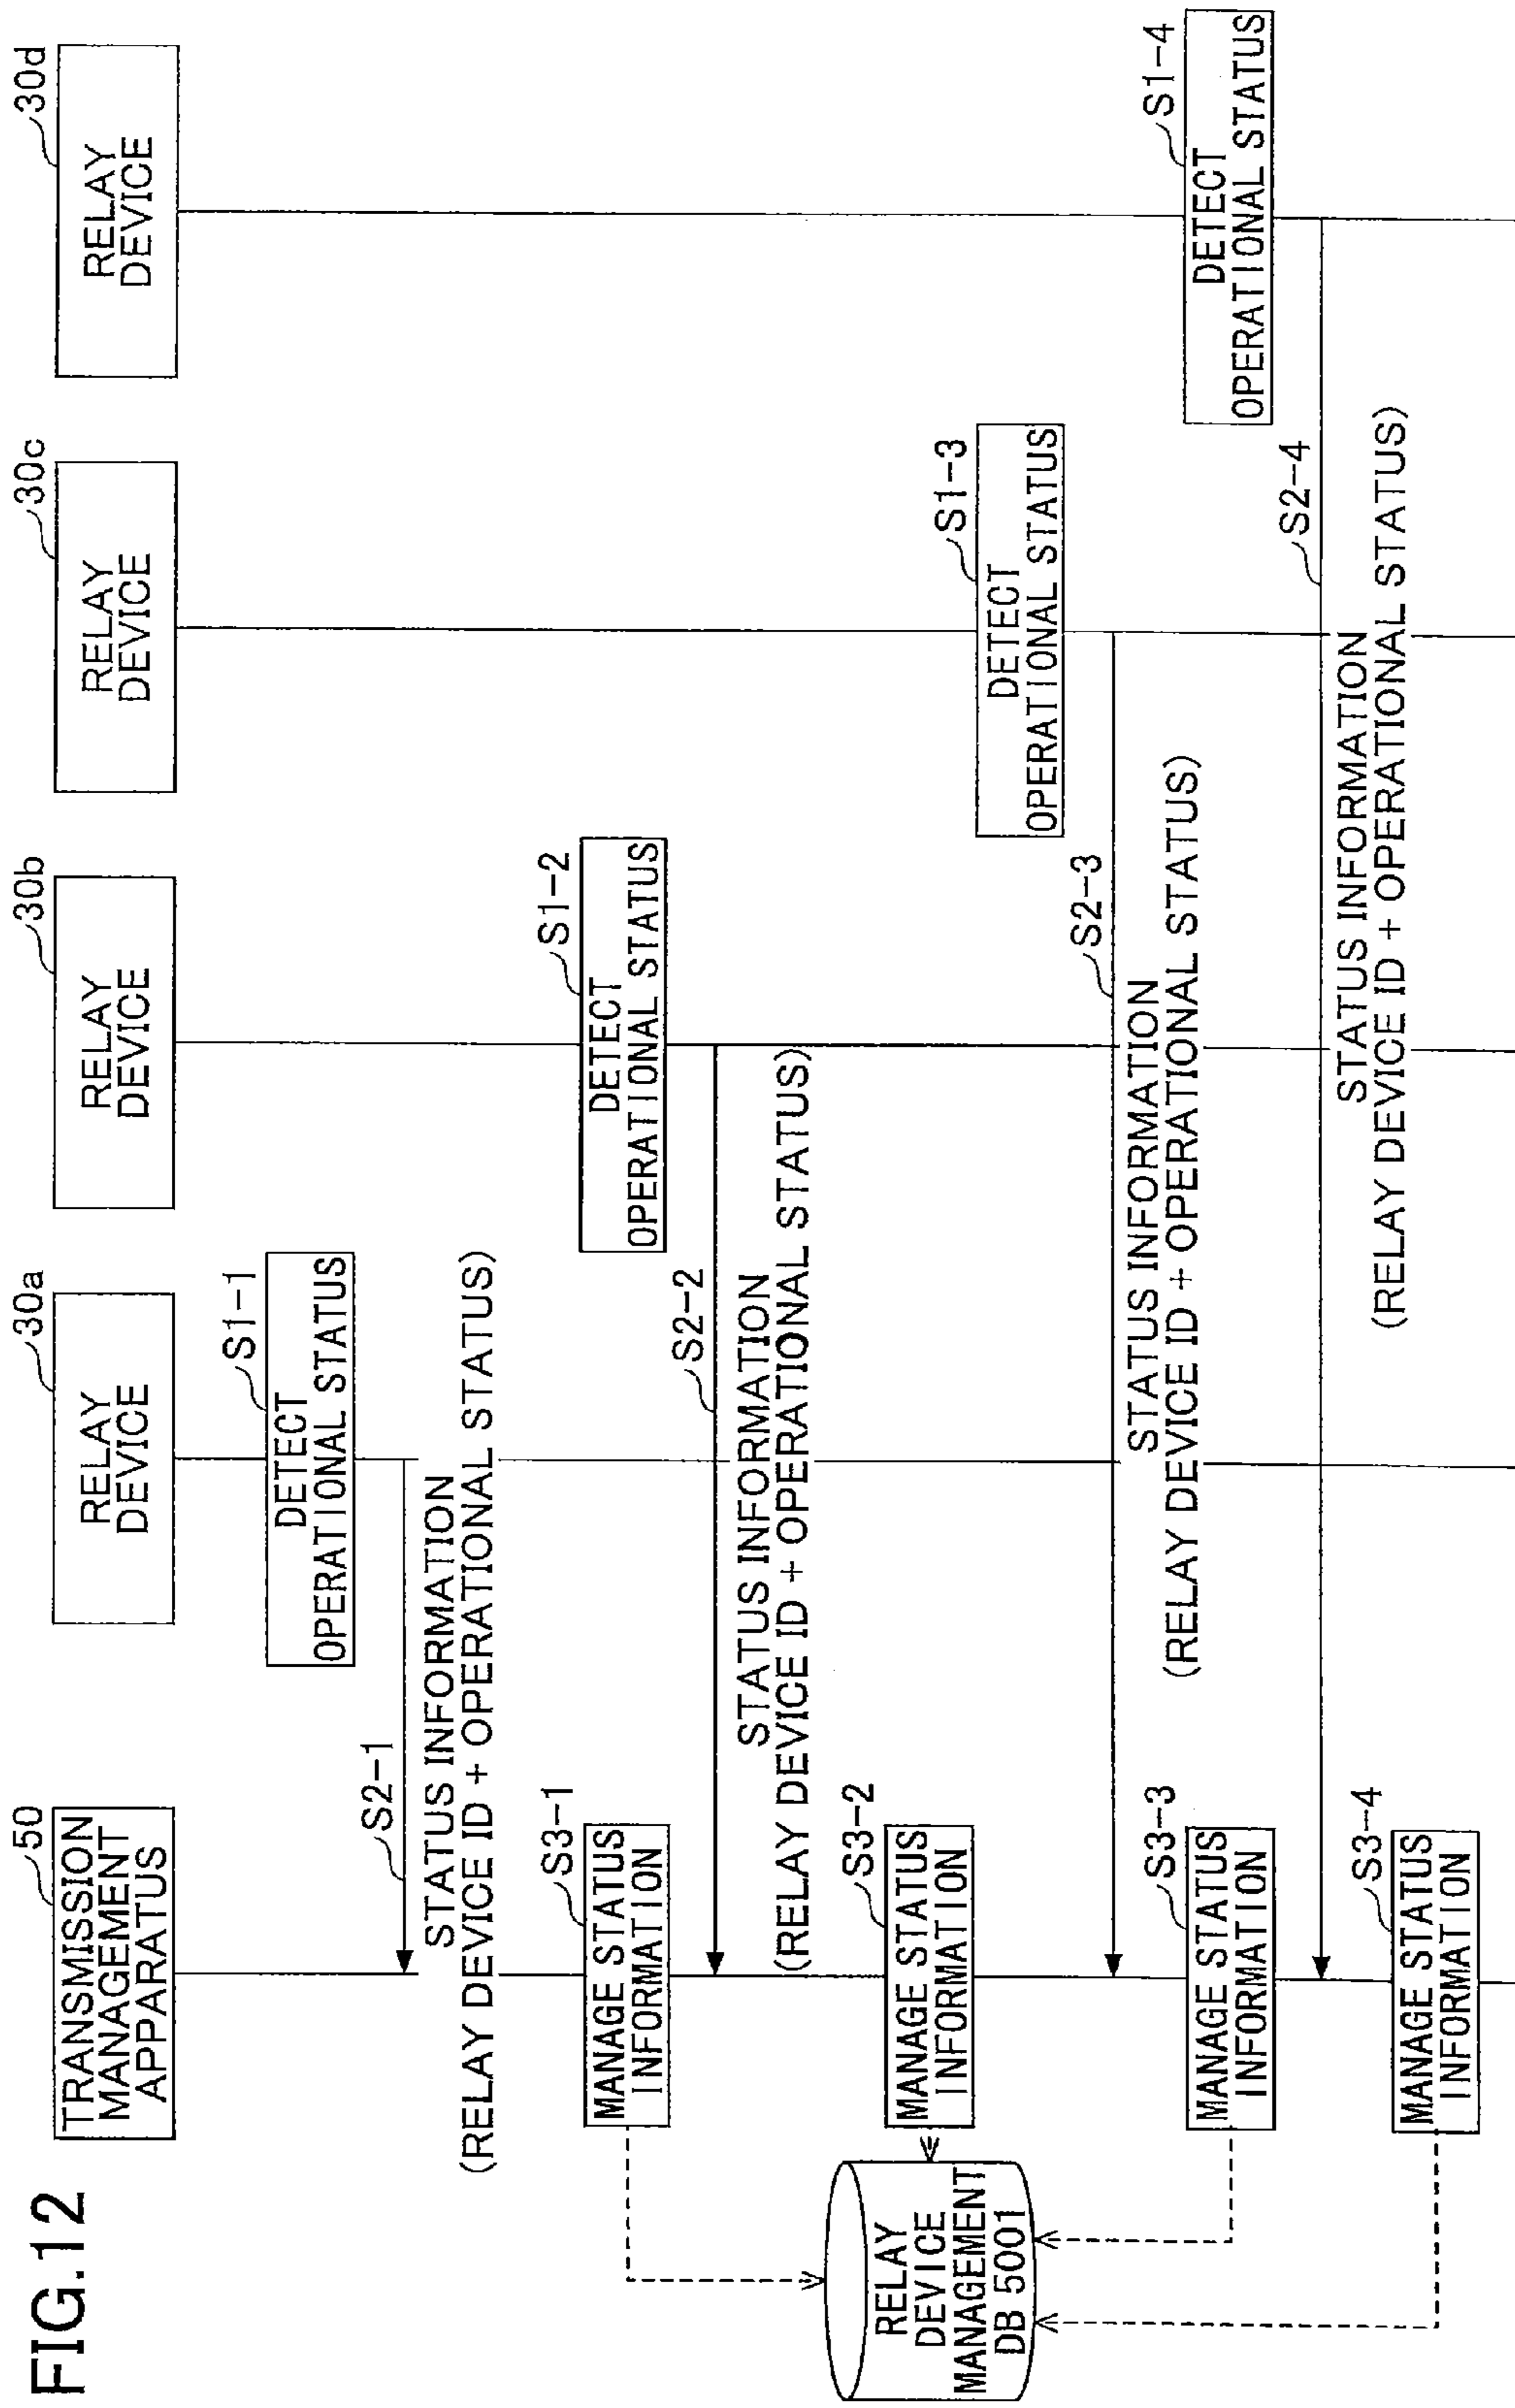 FIG.12
TRANSMISSION
MANAGEMENT
APPARATUS
50
RELAY
DEVICE
30a
RELAY
DEVICE
30b
RELAY
DEVICE
30c
RELAY
DEVICE
30d
S1-1
DETECT
OPERATIONAL STATUS
S2-1
STATUS INFORMATION
(RELAY DEVICE ID + OPERATIONAL STATUS)
S3-1
MANAGE STATUS
INFORMATION
S1-2
DETECT
OPERATIONAL STATUS
S2-2
STATUS INFORMATION
(RELAY DEVICE ID + OPERATIONAL STATUS)
RELAY
DEVICE
MANAGEMENT
DB 5001
S3-2
MANAGE STATUS
INFORMATION
S1-3
DETECT
OPERATIONAL STATUS
S2-3
STATUS INFORMATION
(RELAY DEVICE ID + OPERATIONAL STATUS)
S3-3
MANAGE STATUS
INFORMATION
S1-4
DETECT
OPERATIONAL STATUS
S2-4
STATUS INFORMATION
(RELAY DEVICE ID + OPERATIONAL STATUS)
S3-4
MANAGE STATUS
INFORMATION